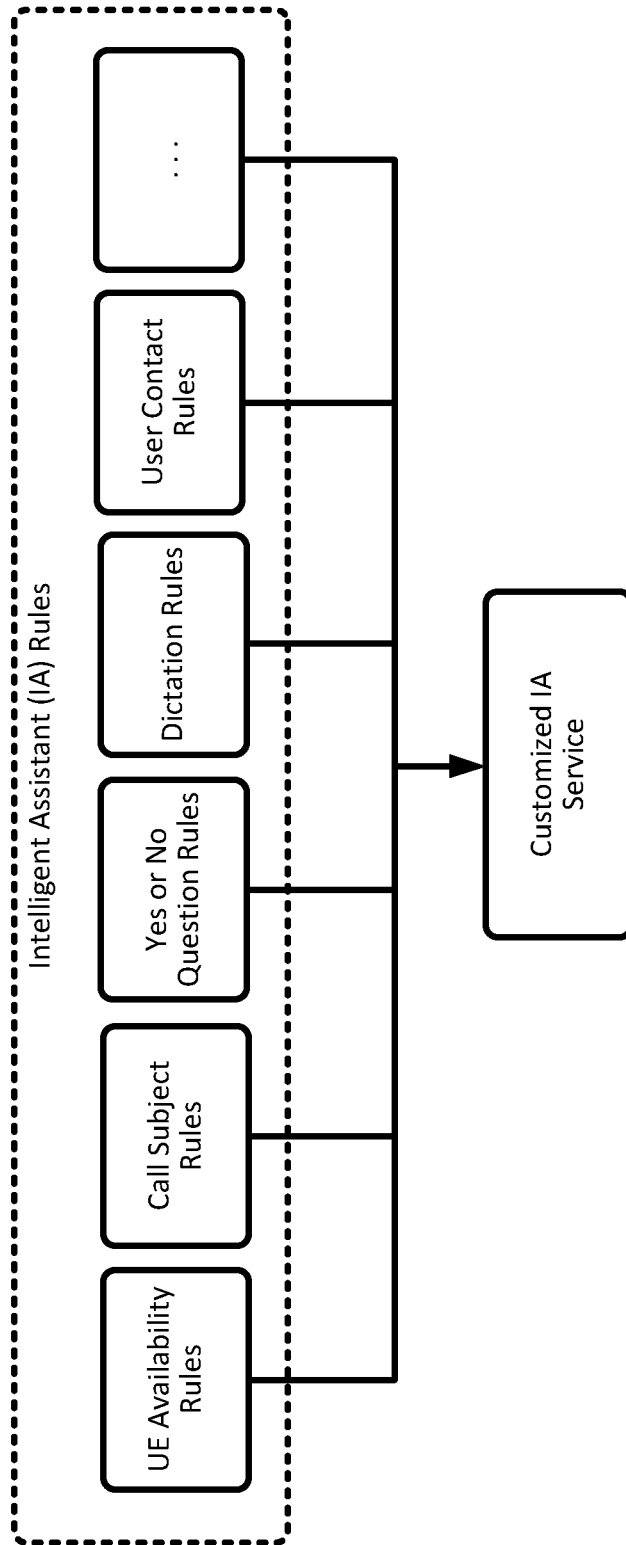 Intelligent Assistant (IA) Rules
UE Availability
Rules
Call Subject
Rules
Yes or No
Question Rules
Dictation Rules
User Contact
Rules
. . .
Customized IA
Service